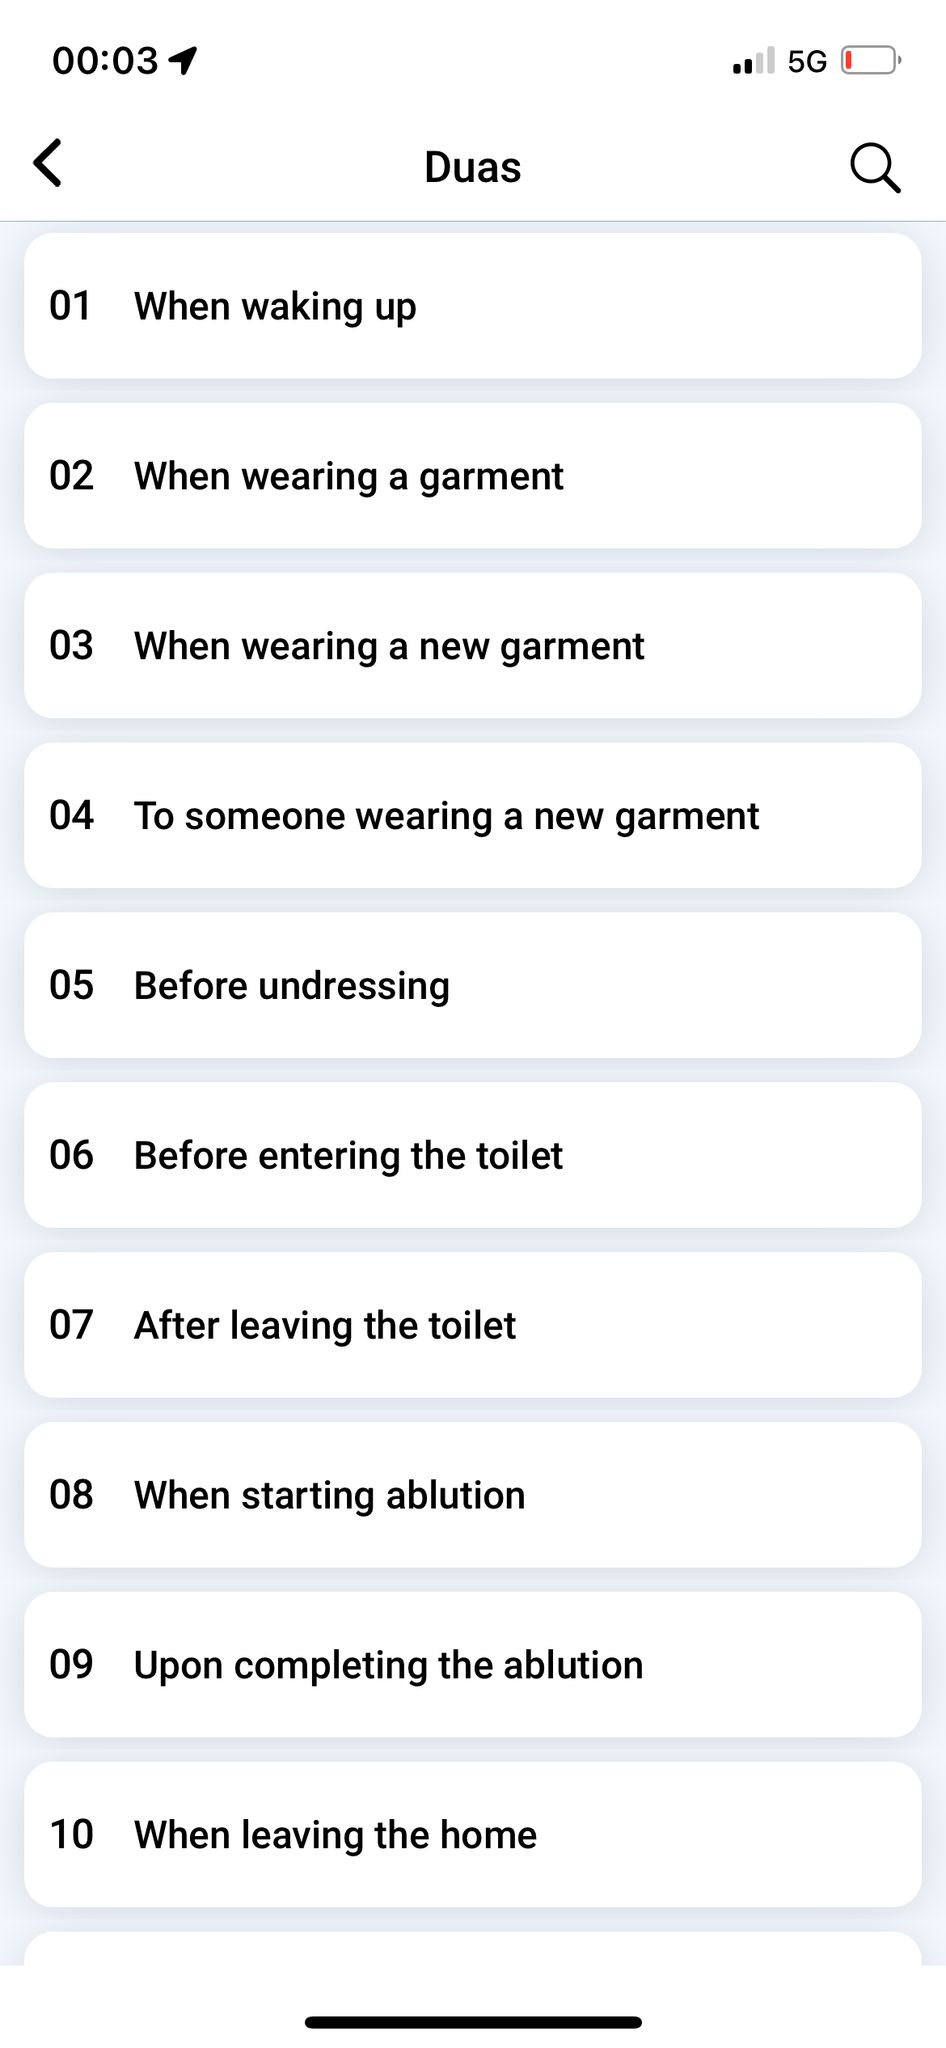 00:03 5G
Duas
01 When waking up
02 When wearing a garment
03 When wearing a new garment
04 To someone wearing a new garment
05 Before undressing
06 Before entering the toilet
07 After leaving the toilet
08 When starting ablution
09 Upon completing the ablution
10 When leaving the home